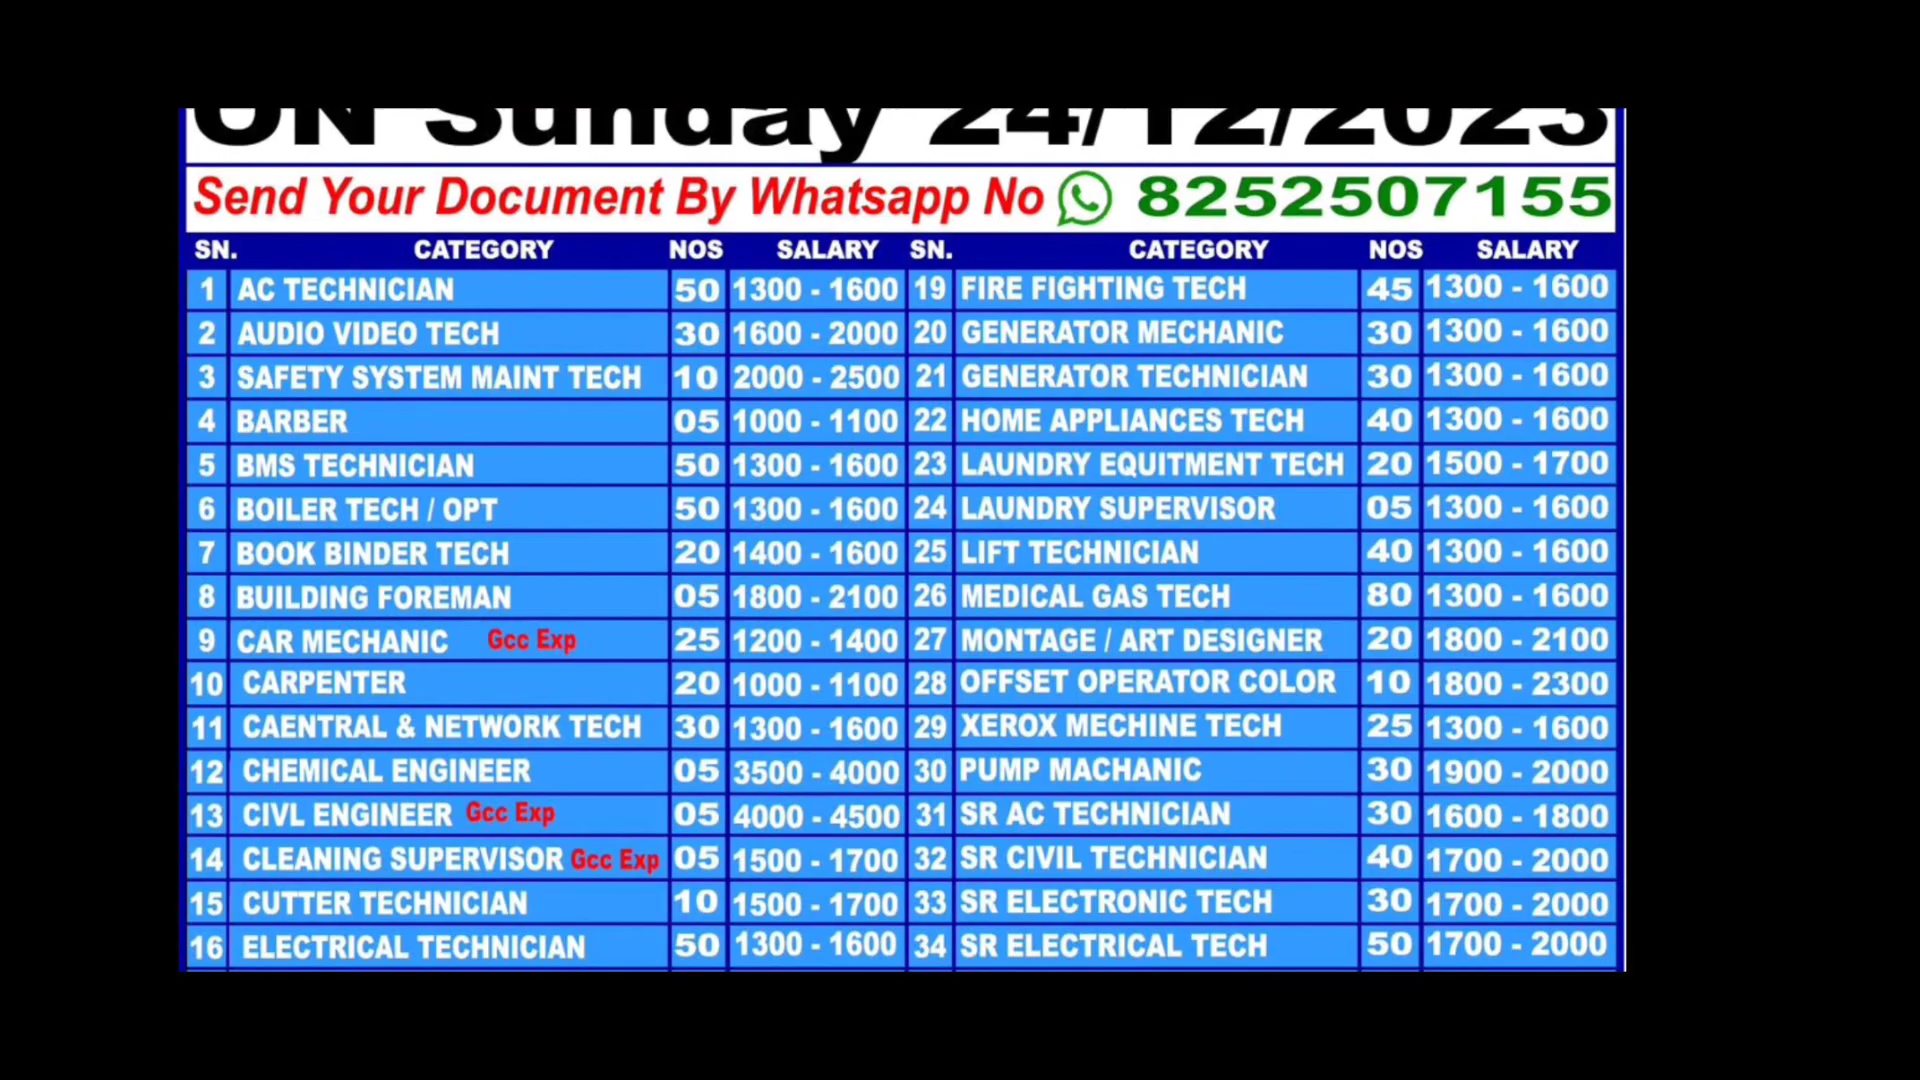 ON Sunday 24/12/2023
Send Your Document By Whatsapp No 8252507155
SN. CATEGORY NOS SALARY SN. CATEGORY NOS SALARY
1 AC TECHNICIAN 50 1300 - 1600 19 FIRE FIGHTING TECH 45 1300 - 1600
2 AUDIO VIDEO TECH 30 1600 - 2000 20 GENERATOR MECHANIC 30 1300 - 1600
3 SAFETY SYSTEM MAINT TECH 10 2000 - 2500 21 GENERATOR TECHNICIAN 30 1300 - 1600
4 BARBER 05 1000 - 1100 22 HOME APPLIANCES TECH 40 1300 - 1600
5 BMS TECHNICIAN 50 1300 - 1600 23 LAUNDRY EQUITMENT TECH 20 1500 - 1700
6 BOILER TECH / OPT 50 1300 - 1600 24 LAUNDRY SUPERVISOR 05 1300 - 1600
7 BOOK BINDER TECH 20 1400 - 1600 25 LIFT TECHNICIAN 40 1300 - 1600
8 BUILDING FOREMAN 05 1800 - 2100 26 MEDICAL GAS TECH 80 1300 - 1600
9 CAR MECHANIC Gcc Exp 25 1200 - 1400 27 MONTAGE / ART DESIGNER 20 1800 - 2100
10 CARPENTER 20 1000 - 1100 28 OFFSET OPERATOR COLOR 10 1800 - 2300
11 CAENTRAL & NETWORK TECH 30 1300 - 1600 29 XEROX MECHINE TECH 25 1300 - 1600
12 CHEMICAL ENGINEER 05 3500 - 4000 30 PUMP MACHANIC 30 1900 - 2000
13 CIVL ENGINEER Gcc Exp 05 4000 - 4500 31 SR AC TECHNICIAN 30 1600 - 1800
14 CLEANING SUPERVISOR Gcc Exp 05 1500 - 1700 32 SR CIVIL TECHNICIAN 40 1700 - 2000
15 CUTTER TECHNICIAN 10 1500 - 1700 33 SR ELECTRONIC TECH 30 1700 - 2000
16 ELECTRICAL TECHNICIAN 50 1300 - 1600 34 SR ELECTRICAL TECH 50 1700 - 2000